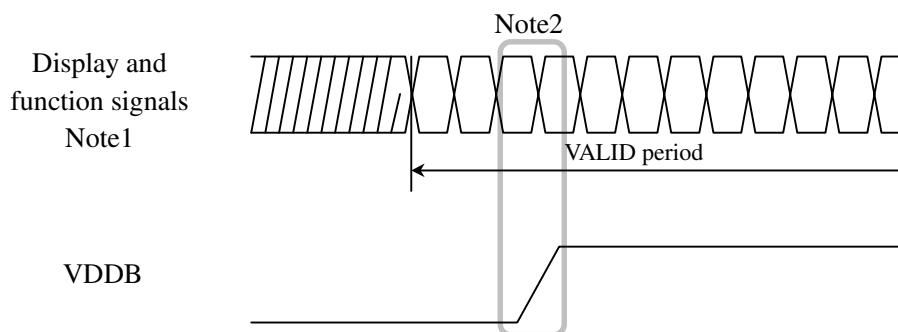 Note2
Display and
function signals
Note1
VALID period
VDDB